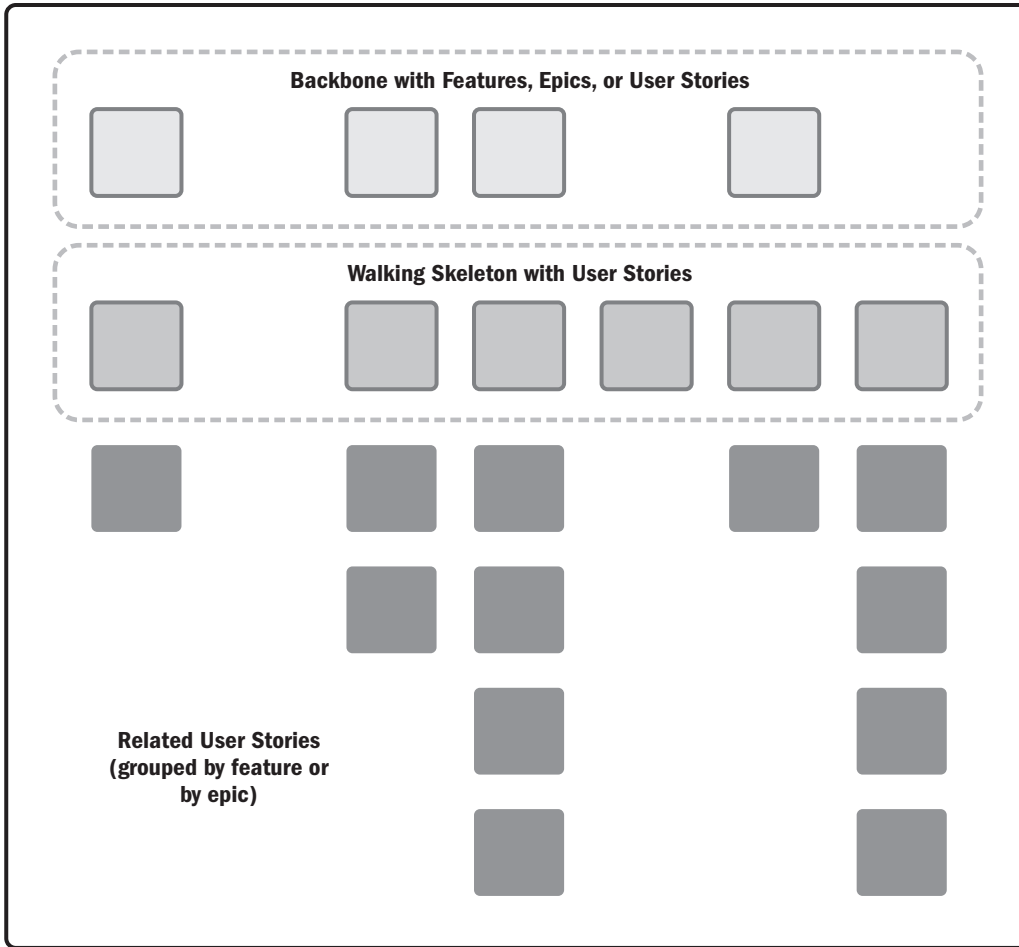 Backbone with Features, Epics, or User Stories
Walking Skeleton with User Stories
Related User Stories
(grouped by feature or
by epic)